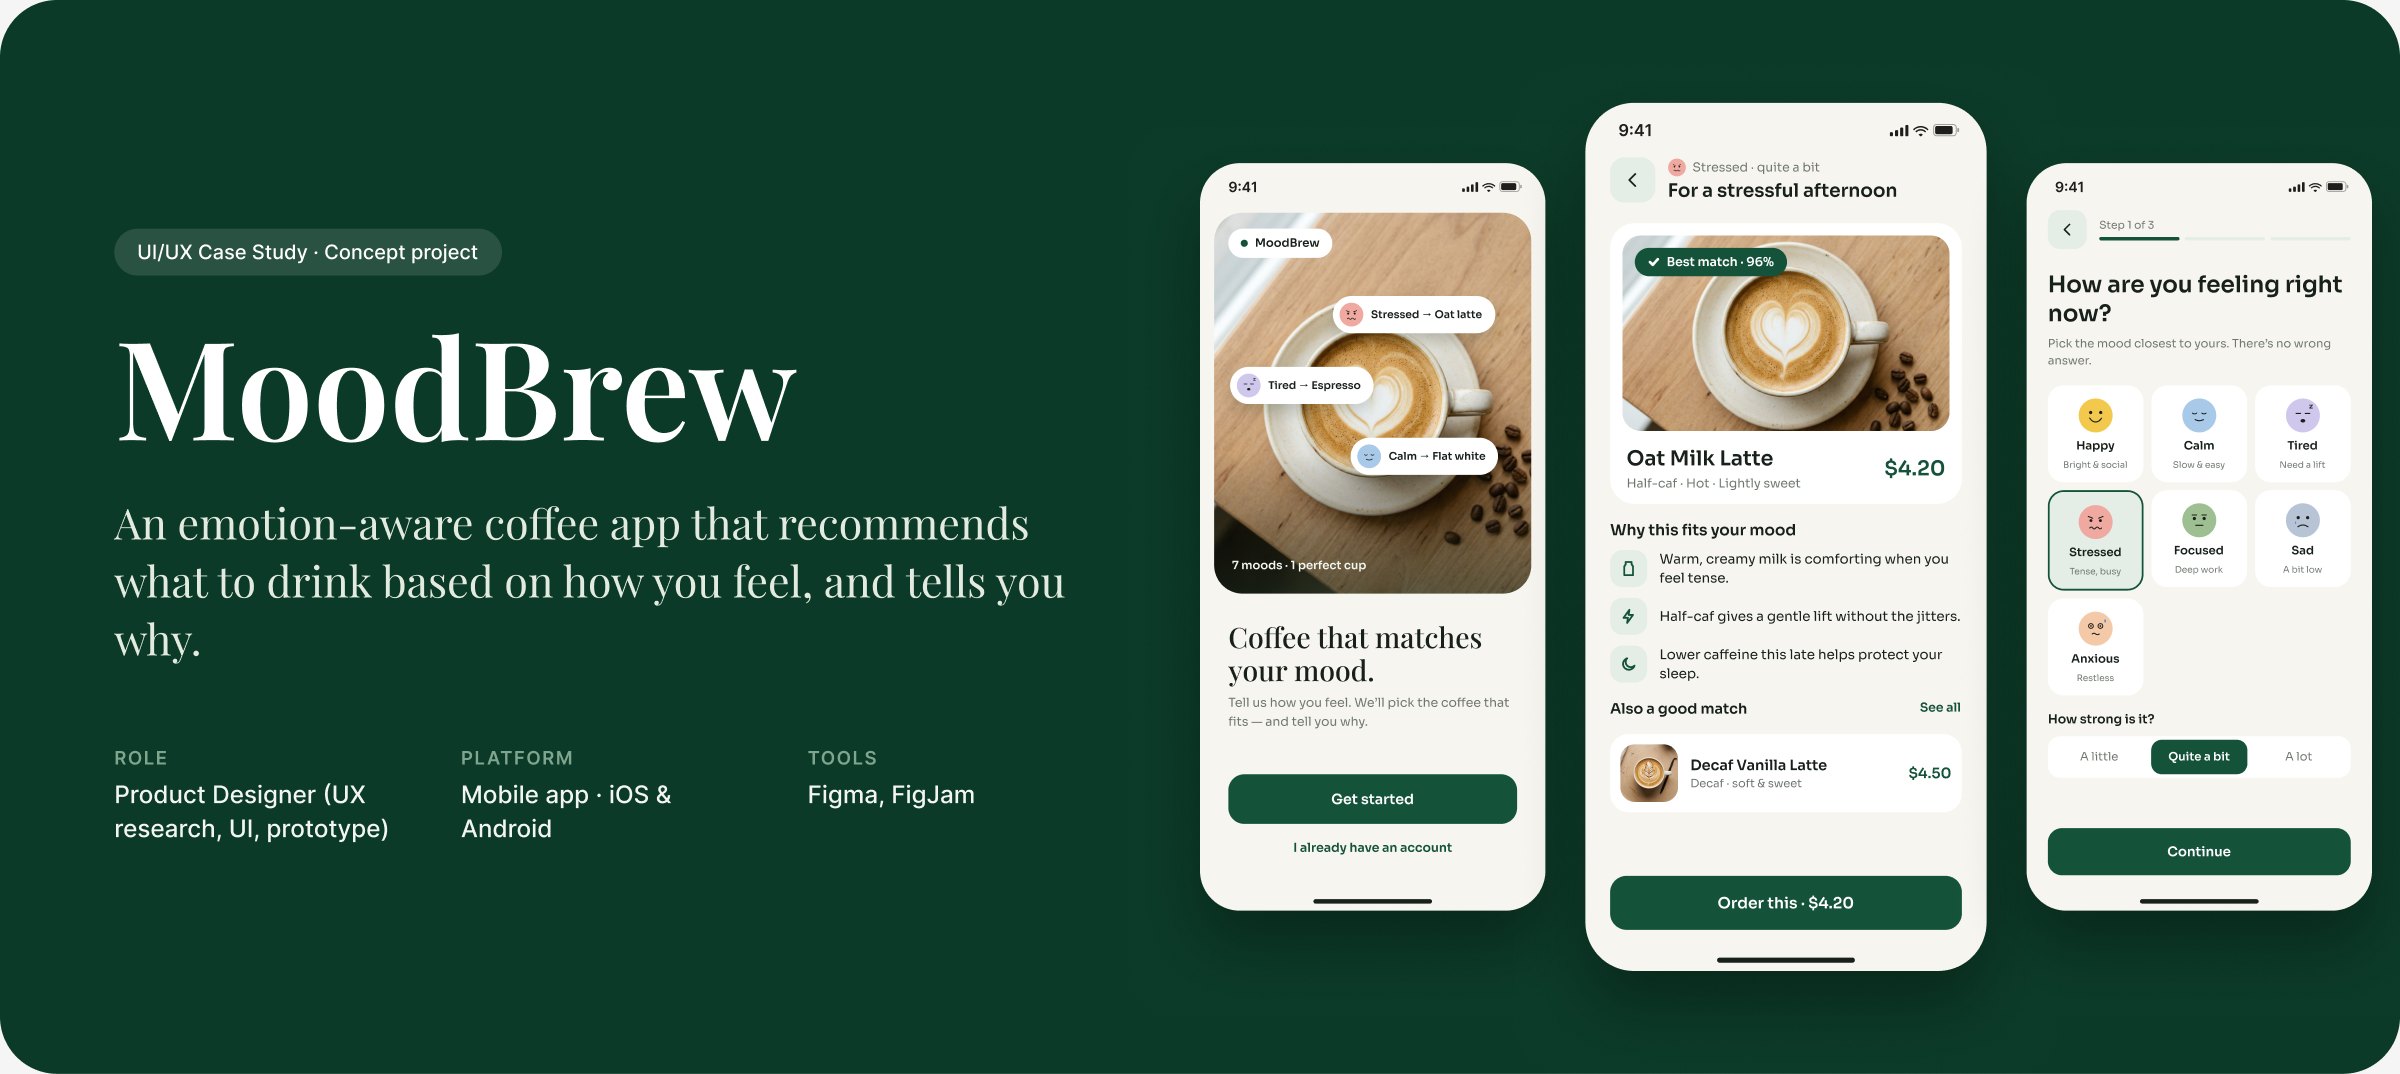 UI/UX Case Study · Concept project
MoodBrew
An emotion-aware coffee app that recommends
what to drink based on how you feel, and tells you
why.
ROLE
Product Designer (UX
research, UI, prototype)
PLATFORM
Mobile app · iOS &
Android
TOOLS
Figma, FigJam
9:41
MoodBrew
Stressed → Oat latte
Tired → Espresso
Calm → Flat white
7 moods · 1 perfect cup
Coffee that matches
your mood.
Tell us how you feel. We'll pick the coffee that
fits — and tell you why.
Get started
I already have an account
9:41
Stressed · quite a bit
For a stressful afternoon
Best match · 96%
Oat Milk Latte
$4.20
Half-caf · Hot · Lightly sweet
Why this fits your mood
Warm, creamy milk is comforting when you
feel tense.
Half-caf gives a gentle lift without the jitters.
Lower caffeine this late helps protect your
sleep.
Also a good match
See all
Decaf Vanilla Latte
Decaf · soft & sweet
$4.50
Order this · $4.20
9:41
Step 1 of 3
How are you feeling right
now?
Pick the mood closest to yours. There's no wrong
answer.
Happy
Bright & social
Calm
Slow & easy
Tired
Need a lift
Stressed
Tense, busy
Focused
Deep work
Sad
A bit low
Anxious
Restless
How strong is it?
A little
Quite a bit
A lot
Continue